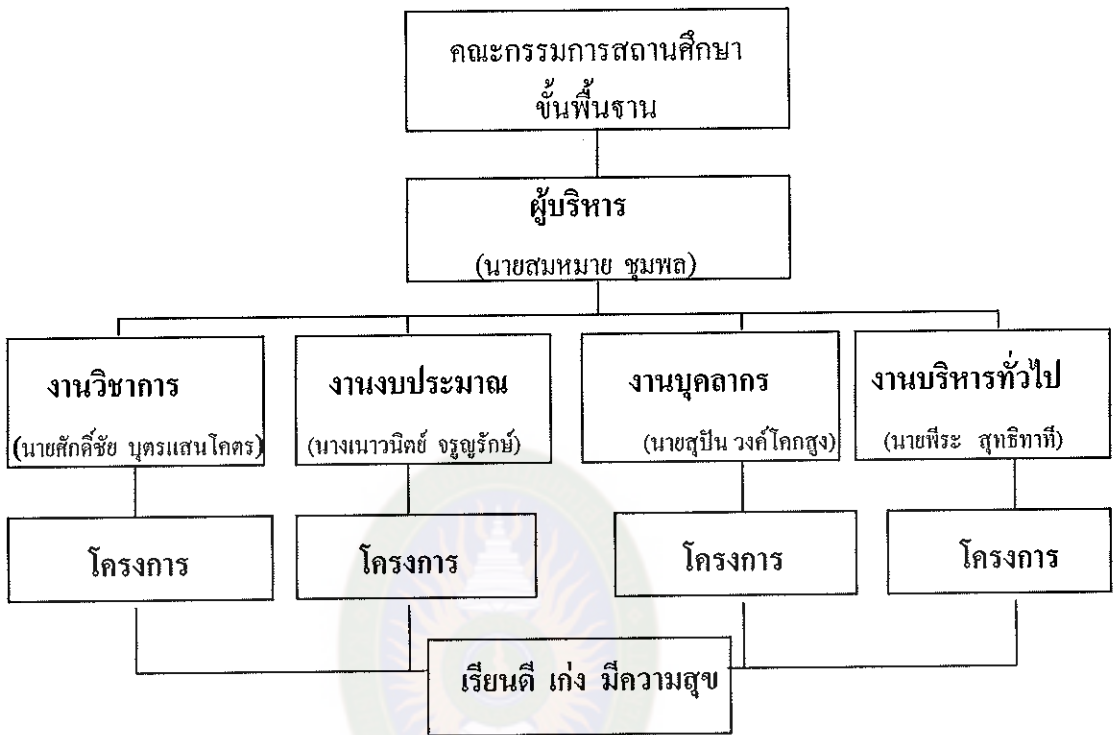 คณะกรรมการสถานศึกษา
ขั้นพื้นฐาน
ผู้บริหาร
(นายสมหมาย ชุมพล)
งานวิชาการ
(นายศักดิ์ชัย บุตรแสนโคตร)
งานงบประมาณ
(นางเนาวนิตย์ จรูญรักษ์)
งานบุคลากร
(นายสุปัน วงค์โคกสูง)
งานบริหารทั่วไป
(นายพีระ สุทธิทาที)
โครงการ
โครงการ
โครงการ
โครงการ
เรียนดี เก่ง มีความสุข